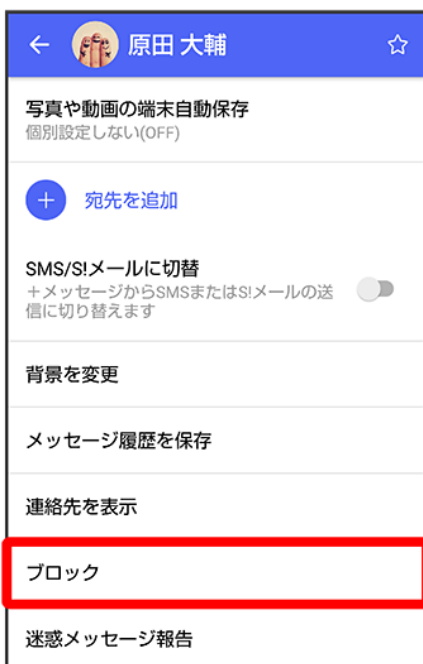 原田 大輔
写真や動画の端末自動保存
個別設定しない(OFF)
宛先を追加
SMS/S!メールに切替
+メッセージからSMSまたはS!メールの送
信に切り替えます
背景を変更
メッセージ履歴を保存
連絡先を表示
ブロック
迷惑メッセージ報告